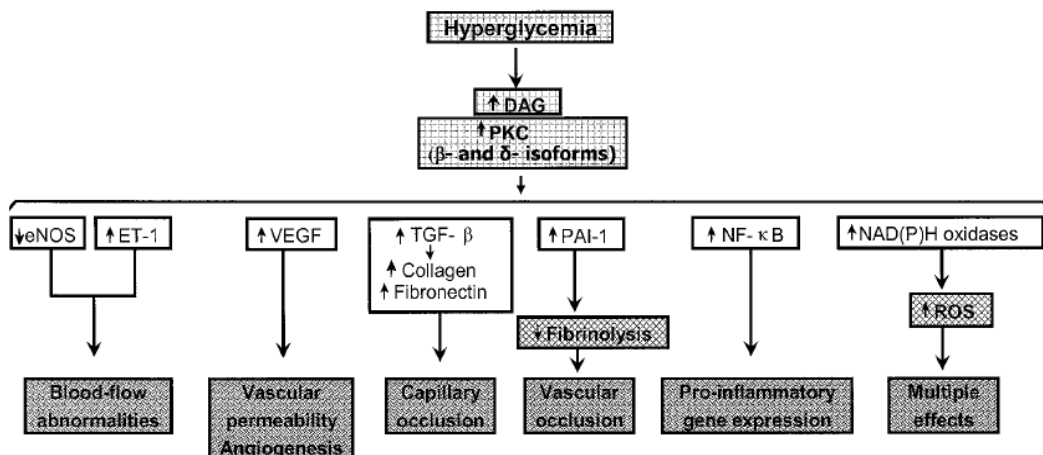 Hyperglycemia
↑DAG
↑PKC
(β- and δ- isoforms)
↓eNOS
↑ET-1
↑VEGF
↑TGF- β
↑Collagen
↑Fibronectin
↑PAI-1
↑NF- κB
↑NAD(P)H oxidases
↓Fibrinolysis
↑ROS
Blood-flow
abnormalities
Vascular
permeability
Angiogenesis
Capillary
occlusion
Vascular
occlusion
Pro-inflammatory
gene expression
Multiple
effects